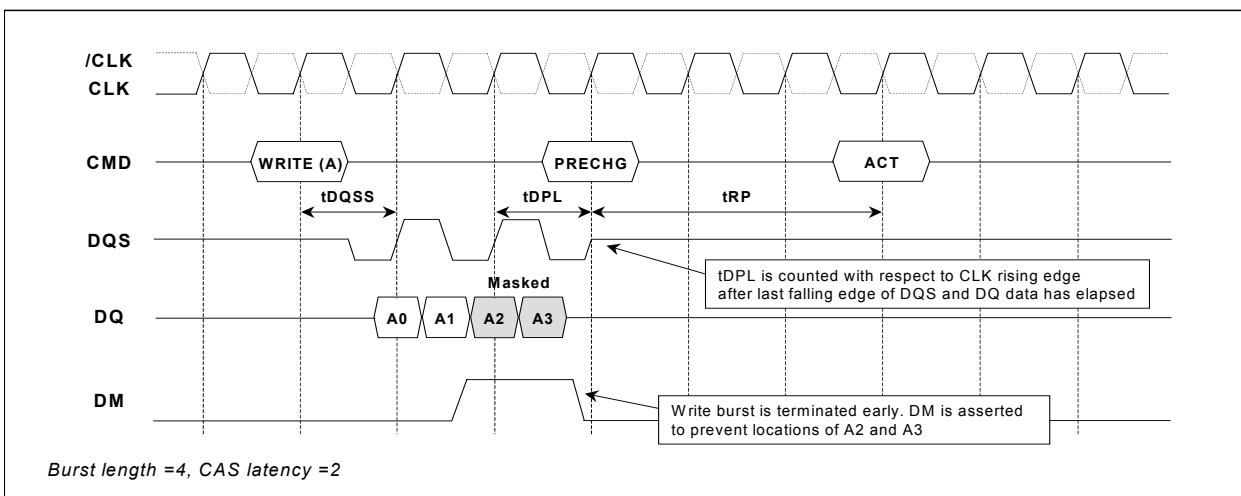 /CLK
CLK
CMD
WRITE (A)
PRECHG
ACT
tDQSS
tDPL
tRP
DQS
tDPL is counted with respect to CLK rising edge
after last falling edge of DQS and DQ data has elapsed
Masked
DQ
A0
A1
A2
A3
DM
Write burst is terminated early. DM is asserted
to prevent locations of A2 and A3
Burst length =4, CAS latency =2